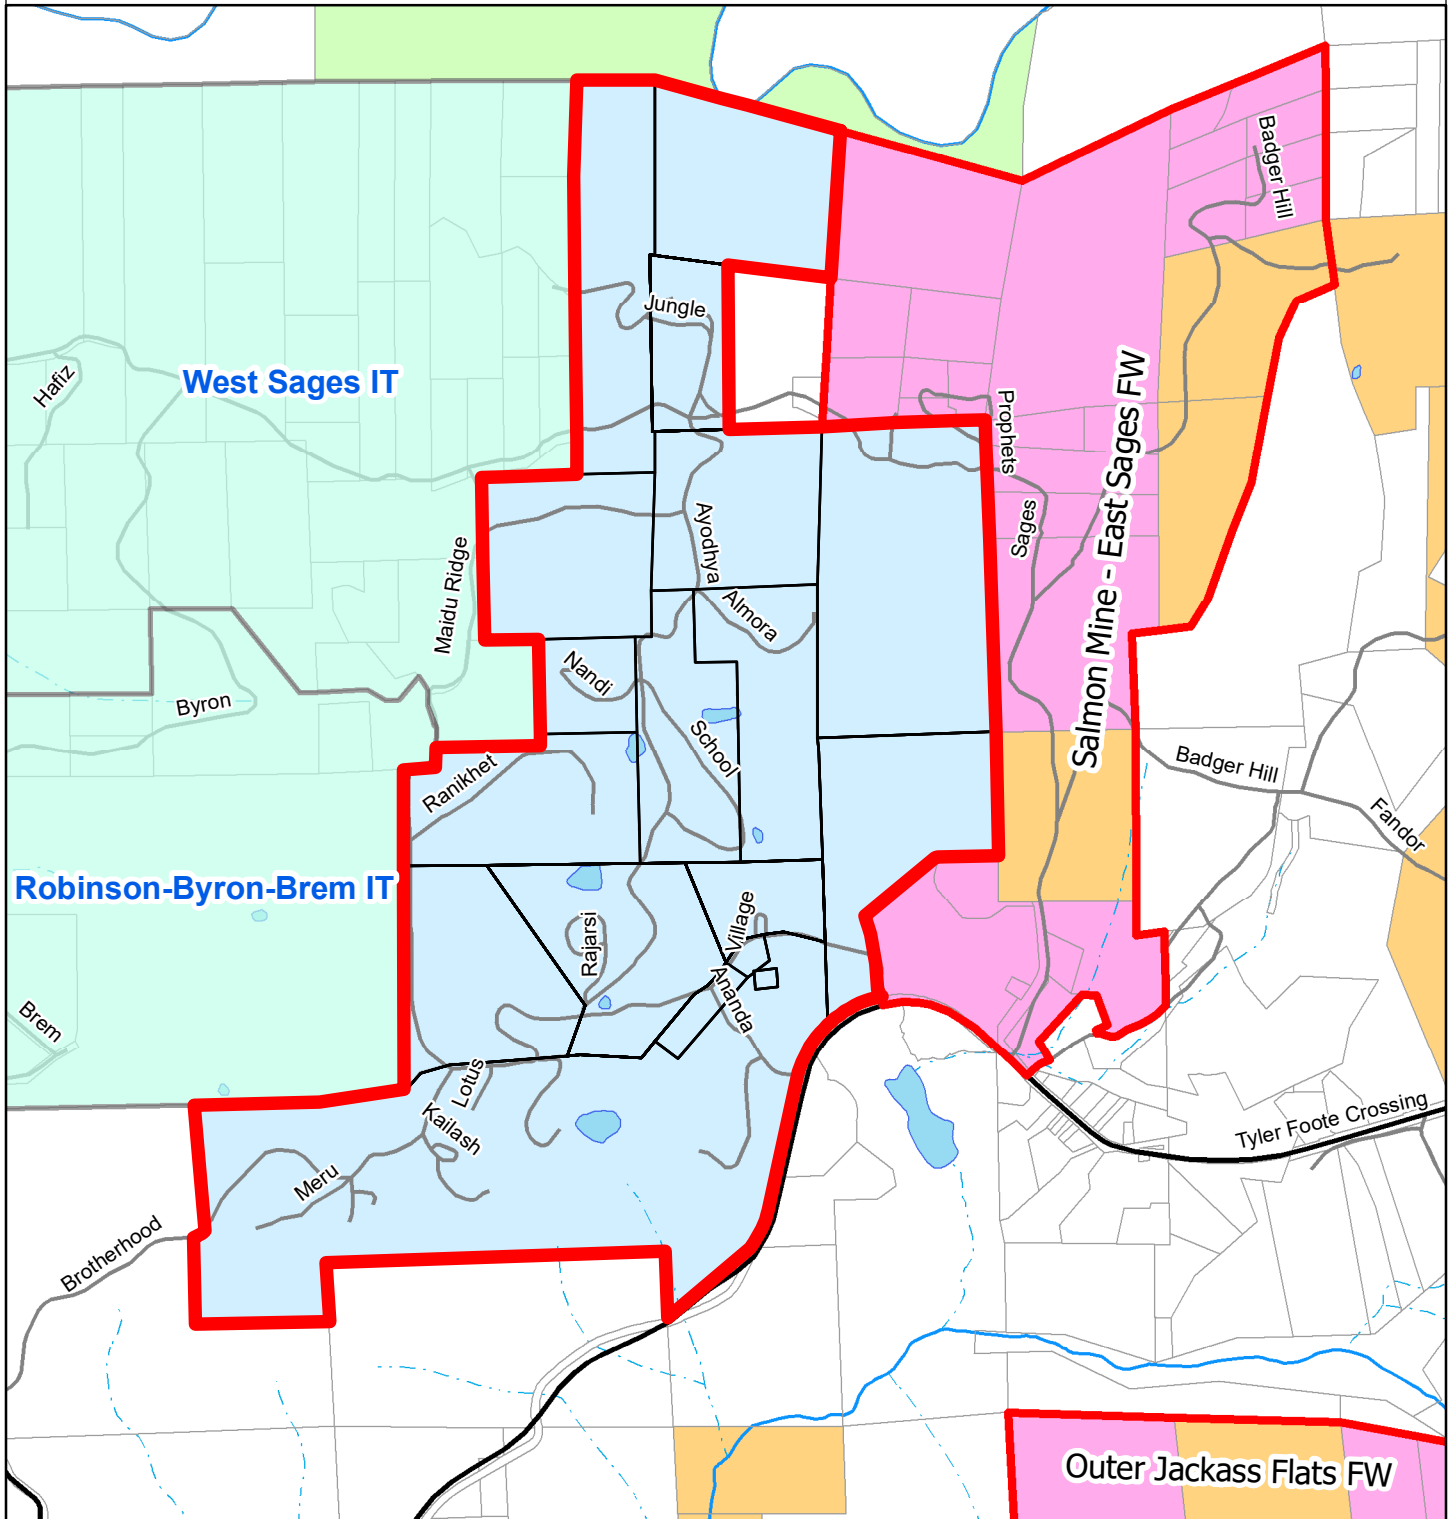 Badger Hill
Jungle
Hafiz
West Sages IT
Prophets
Salmon Mine - East Sages FW
Sages
Ayodhya
Maidu Ridge
Almora
Nandi
Byron
School
Badger Hill
Ranikhet
Fandor
Robinson-Byron-Brem IT
Village
Rajarsi
Ananda
Brem
Lotus
Kailash
Tyler Foote Crossing
Meru
Brotherhood
Outer Jackass Flats FW